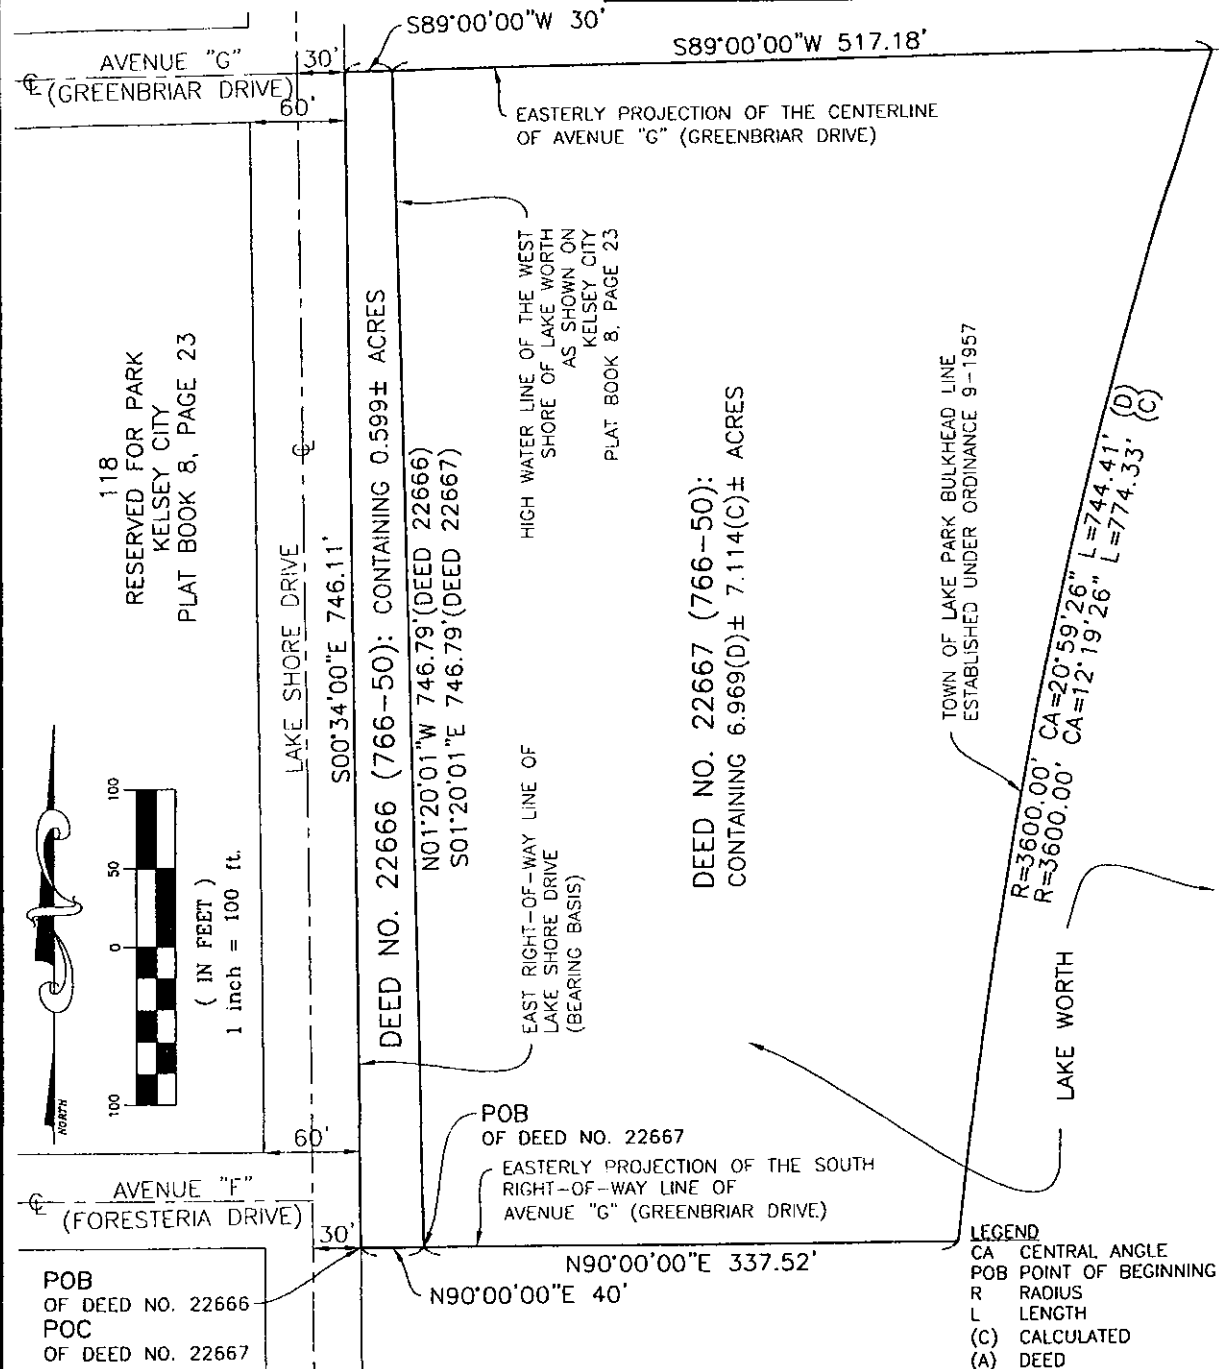 S89°00'00"W 30'
S89°00'00"W 517.18'
AVENUE "G"
30'
℄ (GREENBRIAR DRIVE)
60'
EASTERLY PROJECTION OF THE CENTERLINE
OF AVENUE "G" (GREENBRIAR DRIVE)
118
RESERVED FOR PARK
KELSEY CITY
PLAT BOOK 8, PAGE 23
LAKE SHORE DRIVE
℄
S00°34'00"E 746.11'
DEED NO. 22666 (766-50): CONTAINING 0.599± ACRES
N01°20'01"W 746.79'(DEED 22666)
S01°20'01"E 746.79'(DEED 22667)
HIGH WATER LINE OF THE WEST
SHORE OF LAKE WORTH
AS SHOWN ON
KELSEY CITY
PLAT BOOK 8, PAGE 23
EAST RIGHT-OF-WAY LINE OF
LAKE SHORE DRIVE
(BEARING BASIS)
DEED NO. 22667 (766-50):
CONTAINING 6.969(D)± 7.114(C)± ACRES
TOWN OF LAKE PARK BULKHEAD LINE
ESTABLISHED UNDER ORDINANCE 9-1957
R=3600.00' CA=20°59'26" L=744.41' (D)
R=3600.00' CA=12°19'26" L=774.33' (C)
LAKE WORTH
100
50
0
100
( IN FEET )
1 inch = 100 ft.
NORTH
60'
POB
OF DEED NO. 22667
EASTERLY PROJECTION OF THE SOUTH
RIGHT-OF-WAY LINE OF
AVENUE "G" (GREENBRIAR DRIVE)
AVENUE "F"
℄ (FORESTERIA DRIVE)
30'
N90°00'00"E 337.52'
N90°00'00"E 40'
POB
OF DEED NO. 22666
POC
OF DEED NO. 22667
LEGEND
CA CENTRAL ANGLE
POB POINT OF BEGINNING
R RADIUS
L LENGTH
(C) CALCULATED
(A) DEED